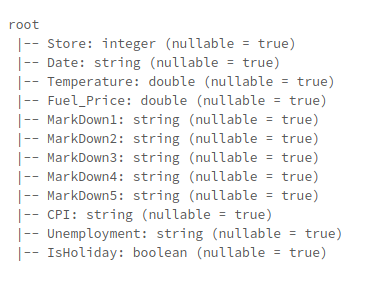 root
 |-- Store: integer (nullable = true)
 |-- Date: string (nullable = true)
 |-- Temperature: double (nullable = true)
 |-- Fuel_Price: double (nullable = true)
 |-- MarkDown1: string (nullable = true)
 |-- MarkDown2: string (nullable = true)
 |-- MarkDown3: string (nullable = true)
 |-- MarkDown4: string (nullable = true)
 |-- MarkDown5: string (nullable = true)
 |-- CPI: string (nullable = true)
 |-- Unemployment: string (nullable = true)
 |-- IsHoliday: boolean (nullable = true)